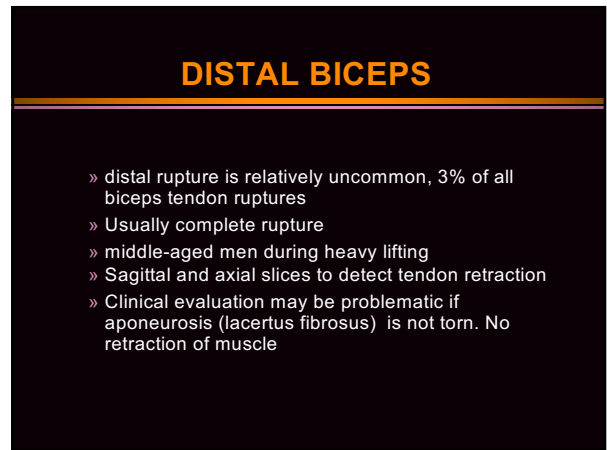 DISTAL BICEPS
» distal rupture is relatively uncommon, 3% of all
biceps tendon ruptures
» Usually complete rupture
» middle-aged men during heavy lifting
» Sagittal and axial slices to detect tendon retraction
» Clinical evaluation may be problematic if
aponeurosis (lacertus fibrosus)  is not torn. No
retraction of muscle